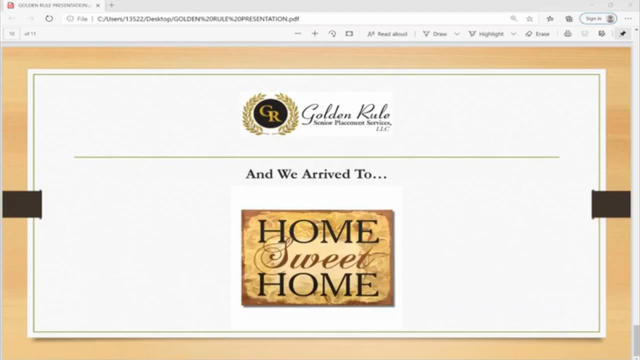 GOLDEN RULE PRESENTATION...
File
C:/Users/13522/Desktop/GOLDEN%20RULE%20PRESENTATION.pdf
Sign in
10 of 11
Read aloud
Draw
Highlight
Erase
GR
Golden Rule
Senior Placement Services,
LLC
And We Arrived To...
HOME
Sweet
HOME